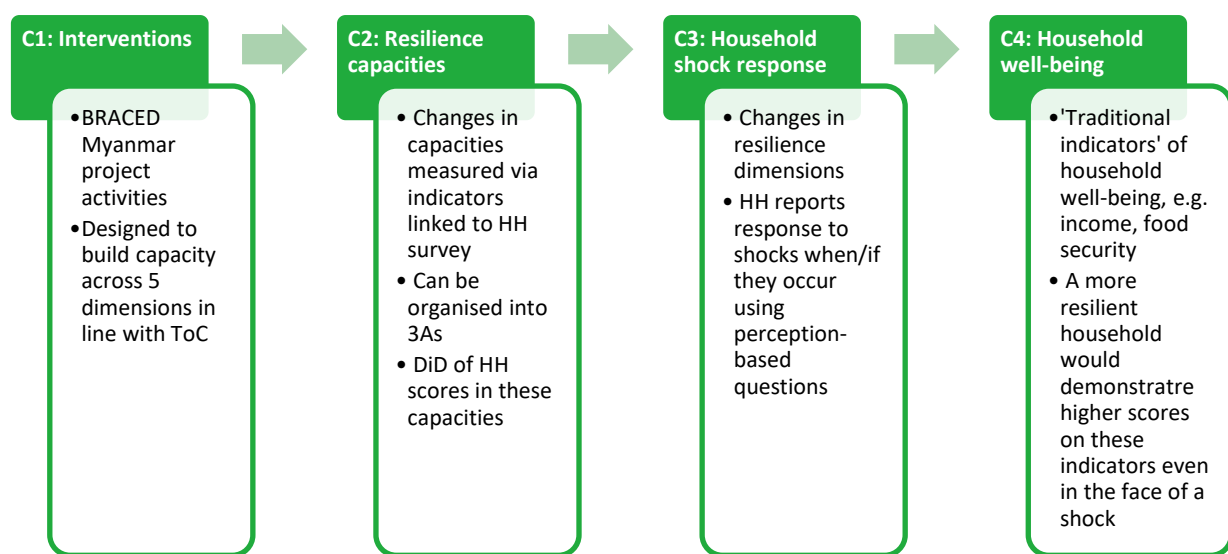 C1: Interventions
•BRACED
Myanmar
project
activities
•Designed to
build capacity
across 5
dimensions in
line with ToC
C2: Resilience
capacities
• Changes in
capacities
measured via
indicators
linked to HH
survey
• Can be
organised into
3As
• DiD of HH
scores in these
capacities
C3: Household
shock response
• Changes in
resilience
dimensions
• HH reports
response to
shocks when/if
they occur
using
perception-
based
questions
C4: Household
well-being
•'Traditional
indicators' of
household
well-being, e.g.
income, food
security
• A more
resilient
household
would
demonstratre
higher scores
on these
indicators even
in the face of a
shock